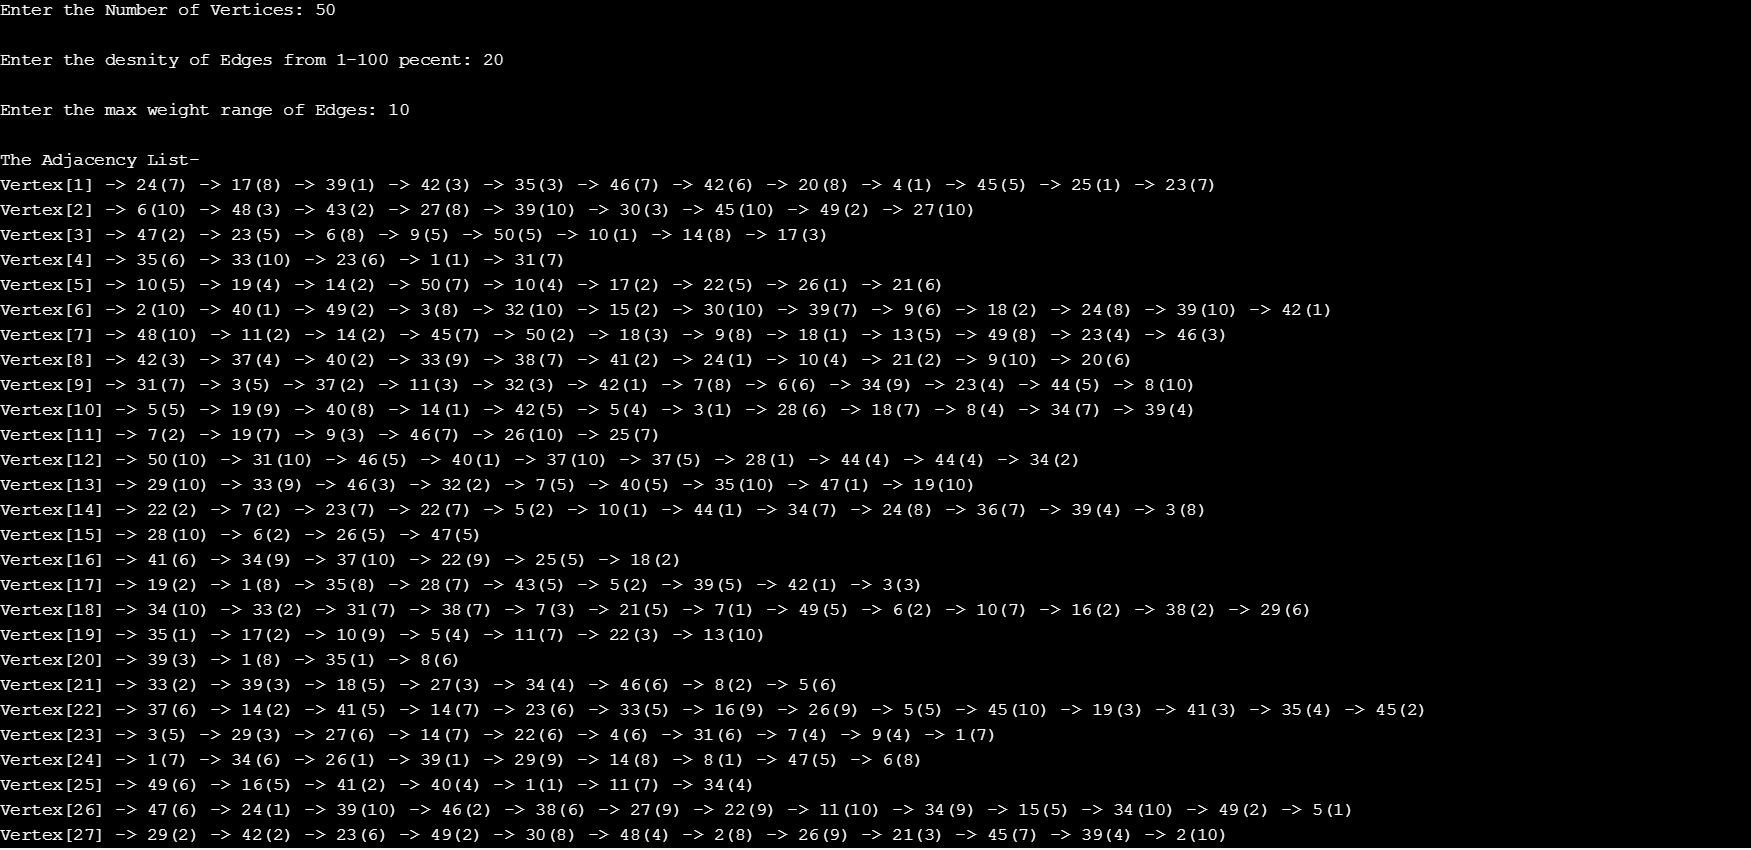 Enter the Number of Vertices: 50
Enter the desnity of Edges from 1-100 pecent: 20
Enter the max weight range of Edges: 10
The Adjacency List-
Vertex[1] -> 24(7) -> 17(8) -> 39(1) -> 42(3) -> 35(3) -> 46(7) -> 42(6) -> 20(8) -> 4(1) -> 45(5) -> 25(1) -> 23(7)
Vertex[2] -> 6(10) -> 48(3) -> 43(2) -> 27(8) -> 39(10) -> 30(3) -> 45(10) -> 49(2) -> 27(10)
Vertex[3] -> 47(2) -> 23(5) -> 6(8) -> 9(5) -> 50(5) -> 10(1) -> 14(8) -> 17(3)
Vertex[4] -> 35(6) -> 33(10) -> 23(6) -> 1(1) -> 31(7)
Vertex[5] -> 10(5) -> 19(4) -> 14(2) -> 50(7) -> 10(4) -> 17(2) -> 22(5) -> 26(1) -> 21(6)
Vertex[6] -> 2(10) -> 40(1) -> 49(2) -> 3(8) -> 32(10) -> 15(2) -> 30(10) -> 39(7) -> 9(6) -> 18(2) -> 24(8) -> 39(10) -> 42(1)
Vertex[7] -> 48(10) -> 11(2) -> 14(2) -> 45(7) -> 50(2) -> 18(3) -> 9(8) -> 18(1) -> 13(5) -> 49(8) -> 23(4) -> 46(3)
Vertex[8] -> 42(3) -> 37(4) -> 40(2) -> 33(9) -> 38(7) -> 41(2) -> 24(1) -> 10(4) -> 21(2) -> 9(10) -> 20(6)
Vertex[9] -> 31(7) -> 3(5) -> 37(2) -> 11(3) -> 32(3) -> 42(1) -> 7(8) -> 6(6) -> 34(9) -> 23(4) -> 44(5) -> 8(10)
Vertex[10] -> 5(5) -> 19(9) -> 40(8) -> 14(1) -> 42(5) -> 5(4) -> 3(1) -> 28(6) -> 18(7) -> 8(4) -> 34(7) -> 39(4)
Vertex[11] -> 7(2) -> 19(7) -> 9(3) -> 46(7) -> 26(10) -> 25(7)
Vertex[12] -> 50(10) -> 31(10) -> 46(5) -> 40(1) -> 37(10) -> 37(5) -> 28(1) -> 44(4) -> 44(4) -> 34(2)
Vertex[13] -> 29(10) -> 33(9) -> 46(3) -> 32(2) -> 7(5) -> 40(5) -> 35(10) -> 47(1) -> 19(10)
Vertex[14] -> 22(2) -> 7(2) -> 23(7) -> 22(7) -> 5(2) -> 10(1) -> 44(1) -> 34(7) -> 24(8) -> 36(7) -> 39(4) -> 3(8)
Vertex[15] -> 28(10) -> 6(2) -> 26(5) -> 47(5)
Vertex[16] -> 41(6) -> 34(9) -> 37(10) -> 22(9) -> 25(5) -> 18(2)
Vertex[17] -> 19(2) -> 1(8) -> 35(8) -> 28(7) -> 43(5) -> 5(2) -> 39(5) -> 42(1) -> 3(3)
Vertex[18] -> 34(10) -> 33(2) -> 31(7) -> 38(7) -> 7(3) -> 21(5) -> 7(1) -> 49(5) -> 6(2) -> 10(7) -> 16(2) -> 38(2) -> 29(6)
Vertex[19] -> 35(1) -> 17(2) -> 10(9) -> 5(4) -> 11(7) -> 22(3) -> 13(10)
Vertex[20] -> 39(3) -> 1(8) -> 35(1) -> 8(6)
Vertex[21] -> 33(2) -> 39(3) -> 18(5) -> 27(3) -> 34(4) -> 46(6) -> 8(2) -> 5(6)
Vertex[22] -> 37(6) -> 14(2) -> 41(5) -> 14(7) -> 23(6) -> 33(5) -> 16(9) -> 26(9) -> 5(5) -> 45(10) -> 19(3) -> 41(3) -> 35(4) -> 45(2)
Vertex[23] -> 3(5) -> 29(3) -> 27(6) -> 14(7) -> 22(6) -> 4(6) -> 31(6) -> 7(4) -> 9(4) -> 1(7)
Vertex[24] -> 1(7) -> 34(6) -> 26(1) -> 39(1) -> 29(9) -> 14(8) -> 8(1) -> 47(5) -> 6(8)
Vertex[25] -> 49(6) -> 16(5) -> 41(2) -> 40(4) -> 1(1) -> 11(7) -> 34(4)
Vertex[26] -> 47(6) -> 24(1) -> 39(10) -> 46(2) -> 38(6) -> 27(9) -> 22(9) -> 11(10) -> 34(9) -> 15(5) -> 34(10) -> 49(2) -> 5(1)
Vertex[27] -> 29(2) -> 42(2) -> 23(6) -> 49(2) -> 30(8) -> 48(4) -> 2(8) -> 26(9) -> 21(3) -> 45(7) -> 39(4) -> 2(10)